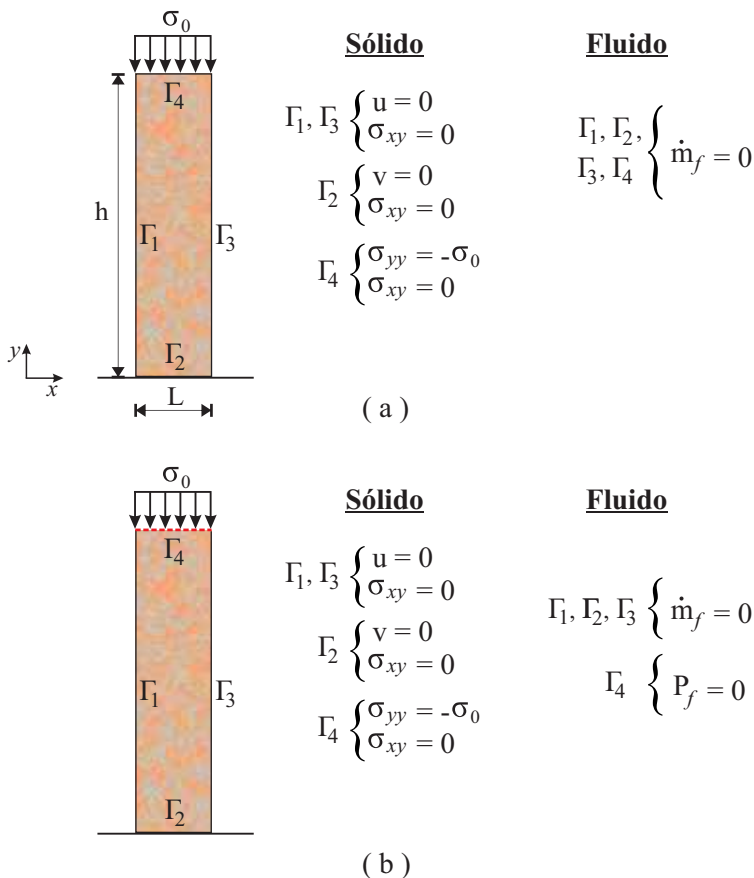 σ0
Sólido
Fluido
Γ4
Γ1, Γ3 { u = 0
σxy = 0
Γ1, Γ2,
Γ3, Γ4 { ṁf = 0
Γ2 { v = 0
σxy = 0
h
Γ1
Γ3
Γ4 { σyy = -σ0
σxy = 0
Γ2
y
x
L
( a )
σ0
Sólido
Fluido
Γ4
Γ1, Γ3 { u = 0
σxy = 0
Γ1, Γ2, Γ3 { ṁf = 0
Γ2 { v = 0
σxy = 0
Γ4 { Pf = 0
Γ1
Γ3
Γ4 { σyy = -σ0
σxy = 0
Γ2
( b )